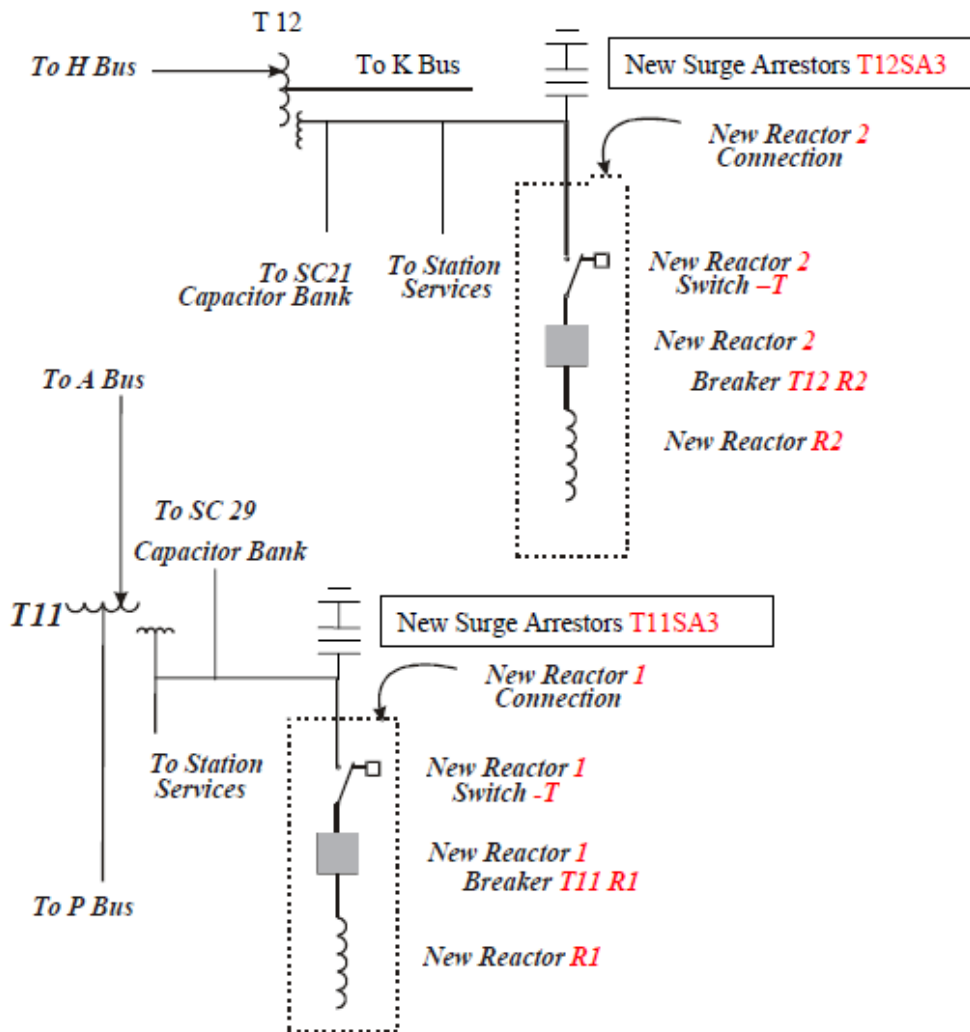 T 12
To H Bus
To K Bus
New Surge Arrestors T12SA3
New Reactor 2
Connection
To SC21
Capacitor Bank
To Station
Services
New Reactor 2
Switch –T
New Reactor 2
Breaker T12 R2
New Reactor R2
To A Bus
To SC 29
Capacitor Bank
T11
New Surge Arrestors T11SA3
New Reactor 1
Connection
To Station
Services
New Reactor 1
Switch -T
New Reactor 1
Breaker T11 R1
To P Bus
New Reactor R1